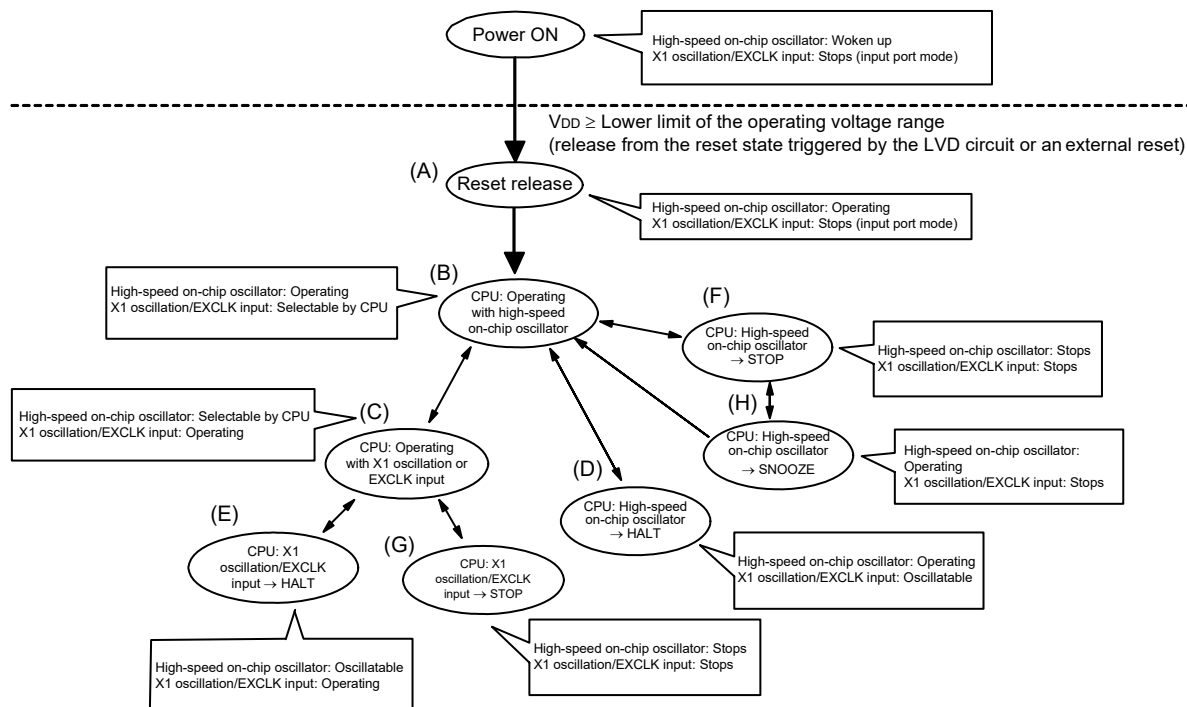 Power ON
High-speed on-chip oscillator: Woken up
X1 oscillation/EXCLK input: Stops (input port mode)
VDD ≥ Lower limit of the operating voltage range
(release from the reset state triggered by the LVD circuit or an external reset)
(A)
Reset release
High-speed on-chip oscillator: Operating
X1 oscillation/EXCLK input: Stops (input port mode)
(B)
High-speed on-chip oscillator: Operating
X1 oscillation/EXCLK input: Selectable by CPU
CPU: Operating
with high-speed
on-chip oscillator
(F)
CPU: High-speed
on-chip oscillator
→ STOP
High-speed on-chip oscillator: Stops
X1 oscillation/EXCLK input: Stops
High-speed on-chip oscillator: Selectable by CPU
X1 oscillation/EXCLK input: Operating
(C)
CPU: Operating
with X1 oscillation or
EXCLK input
(H)
CPU: High-speed
on-chip oscillator
→ SNOOZE
High-speed on-chip oscillator:
Operating
X1 oscillation/EXCLK input: Stops
(D)
CPU: High-speed
on-chip oscillator
→ HALT
High-speed on-chip oscillator: Operating
X1 oscillation/EXCLK input: Oscillatable
(E)
CPU: X1
oscillation/EXCLK
input → HALT
(G)
CPU: X1
oscillation/EXCLK
input → STOP
High-speed on-chip oscillator: Oscillatable
X1 oscillation/EXCLK input: Operating
High-speed on-chip oscillator: Stops
X1 oscillation/EXCLK input: Stops